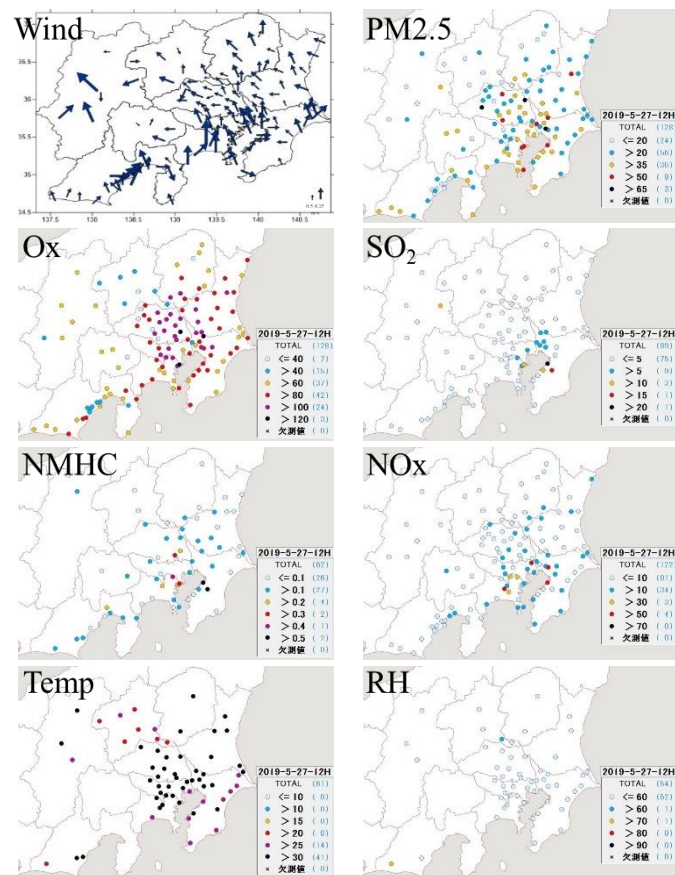 Wind
36.5
36
35.5
35
34.5
137.5 138 138.5 139 139.5 140 140.5
PM2.5
2019-5-27-12H
TOTAL (128
<= 20 (24)
> 20 (56)
> 35 (36)
> 50 ( 9)
> 65 ( 3)
× 欠測値 ( 0)
Ox
2019-5-27-12H
TOTAL (128)
<= 40 ( 7)
> 40 (15)
> 60 (37)
> 80 (42)
> 100 (24)
> 120 ( 3)
× 欠測値 ( 0)
SO2
2019-5-27-12H
TOTAL (89)
<= 5 (75)
> 5 ( 9)
> 10 ( 3)
> 15 ( 1)
> 20 ( 1)
× 欠測値 ( 0)
NMHC
2019-5-27-12H
TOTAL (62)
<= 0.1 (26)
> 0.1 (27)
> 0.2 ( 4)
> 0.3 ( 2)
> 0.4 ( 1)
> 0.5 ( 2)
× 欠測値 ( 0)
NOx
2019-5-27-12H
TOTAL (122)
<= 10 (81)
> 10 (34)
> 30 ( 3)
> 50 ( 4)
> 70 ( 0)
× 欠測値 ( 0)
Temp
2019-5-27-12H
TOTAL (61)
<= 10 ( 0)
> 10 ( 0)
> 15 ( 0)
> 20 ( 6)
> 25 (14)
> 30 (41)
× 欠測値 ( 0)
RH
2019-5-27-12H
TOTAL (54)
<= 60 (52)
> 60 ( 1)
> 70 ( 1)
> 80 ( 0)
> 90 ( 0)
× 欠測値 ( 0)